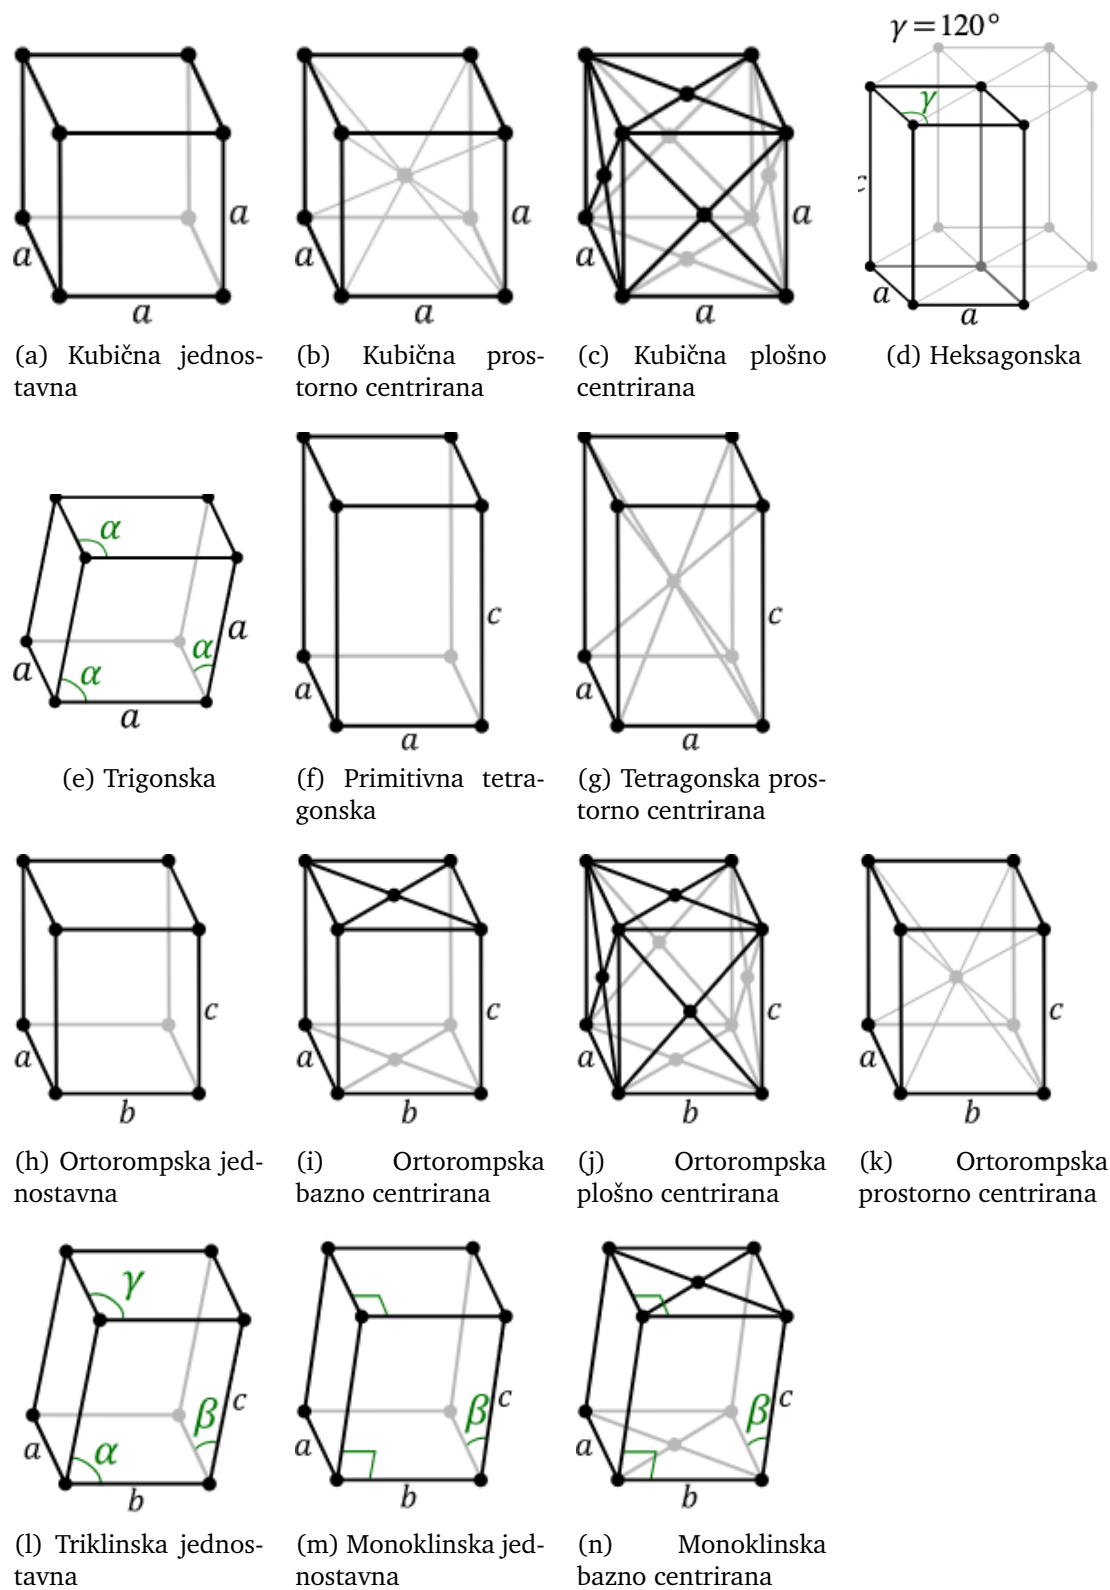 γ = 120°
γ
a
a
a
a
a
a
a
a
a
c
a
a
(a) Kubična jednos-
tavna
(b) Kubična pros-
torno centrirana
(c) Kubična plošno
centrirana
(d) Heksagonska
α
α
α
a
a
a
c
a
a
c
a
a
(e) Trigonska
(f) Primitivna tetra-
gonska
(g) Tetragonska pros-
torno centrirana
c
a
b
c
a
b
c
a
b
c
a
b
(h) Ortorompska jed-
nostavna
(i) Ortorompska
bazno centrirana
(j) Ortorompska
plošno centrirana
(k) Ortorompska
prostorno centrirana
γ
β
α
c
a
b
β
c
a
b
β
c
a
b
(l) Triklinska jednos-
tavna
(m) Monoklinska jed-
nostavna
(n) Monoklinska
bazno centrirana